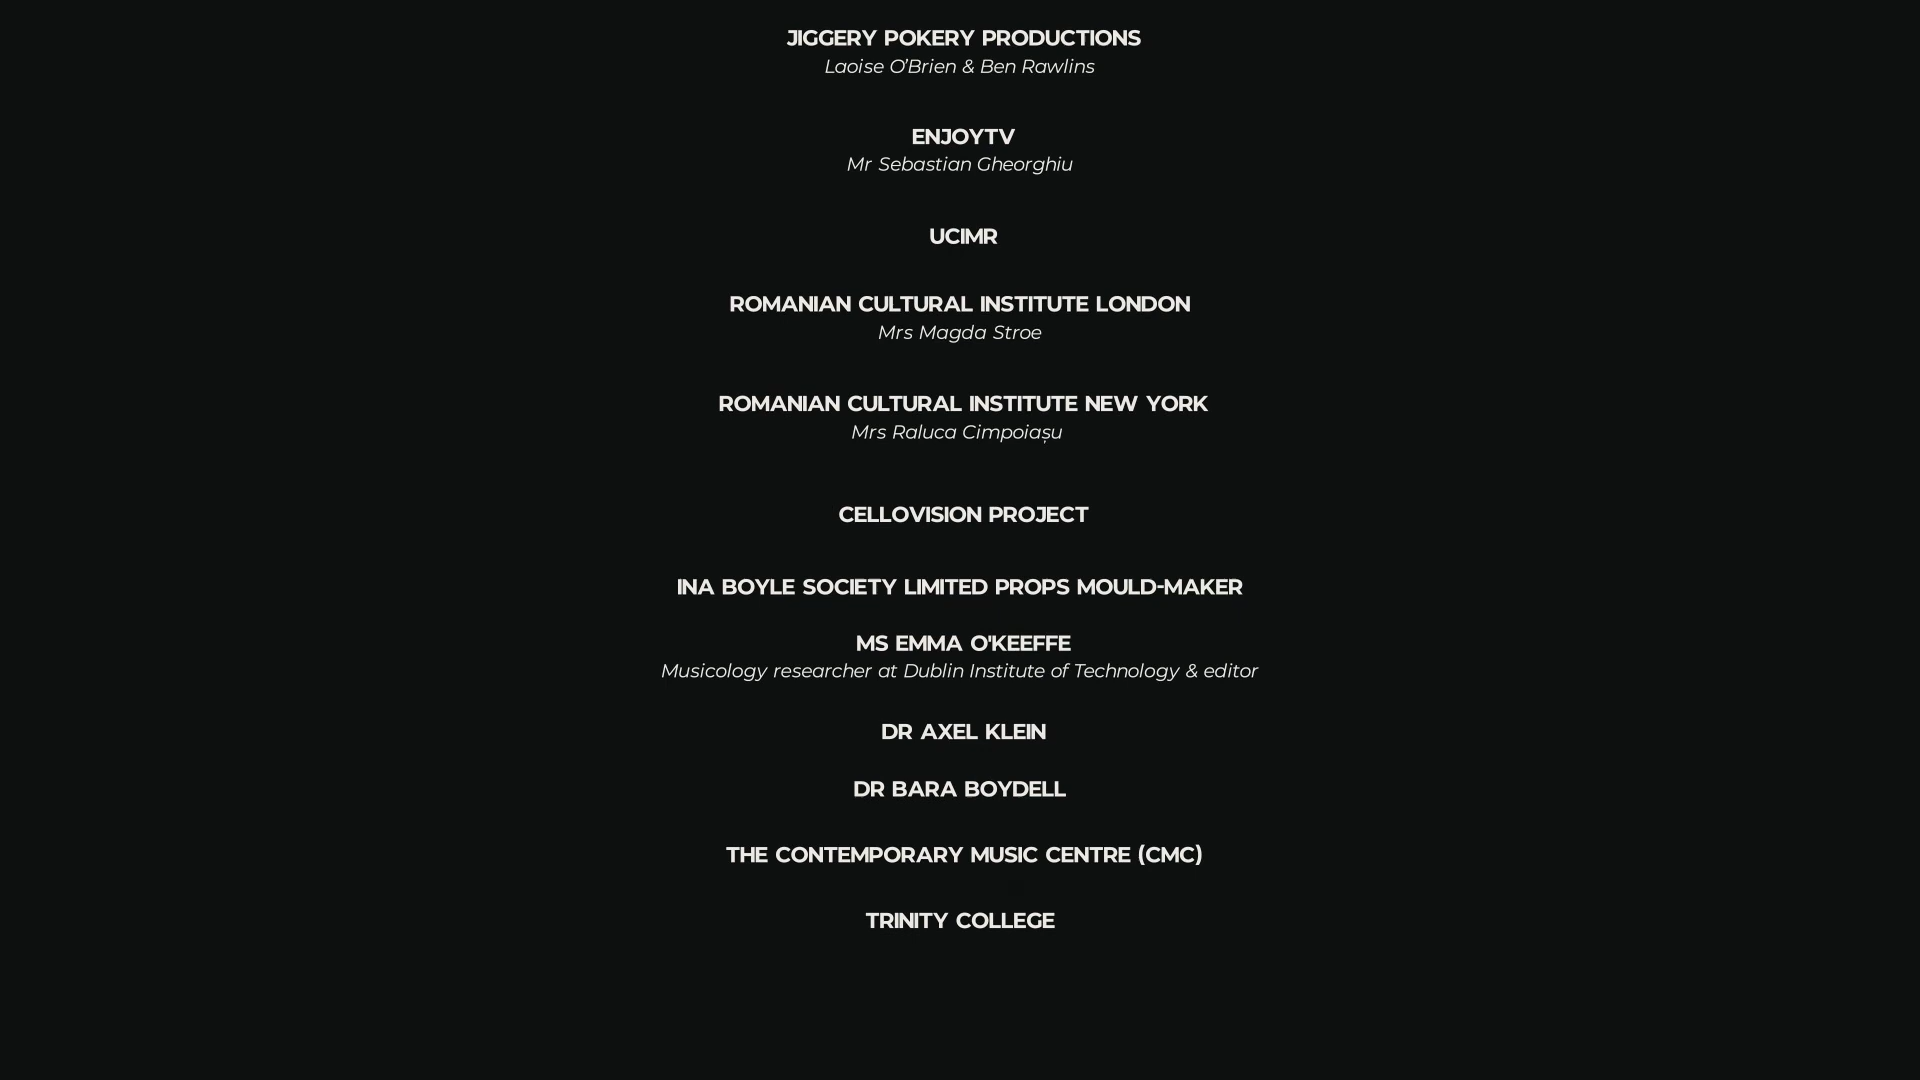 JIGGERY POKERY PRODUCTIONS
Laoise O’Brien & Ben Rawlins
ENJOYTV
Mr Sebastian Gheorghiu
UCIMR
ROMANIAN CULTURAL INSTITUTE LONDON
Mrs Magda Stroe
ROMANIAN CULTURAL INSTITUTE NEW YORK
Mrs Raluca Cimpoiașu
CELLOVISION PROJECT
INA BOYLE SOCIETY LIMITED PROPS MOULD-MAKER
MS EMMA O'KEEFFE
Musicology researcher at Dublin Institute of Technology & editor
DR AXEL KLEIN
DR BARA BOYDELL
THE CONTEMPORARY MUSIC CENTRE (CMC)
TRINITY COLLEGE